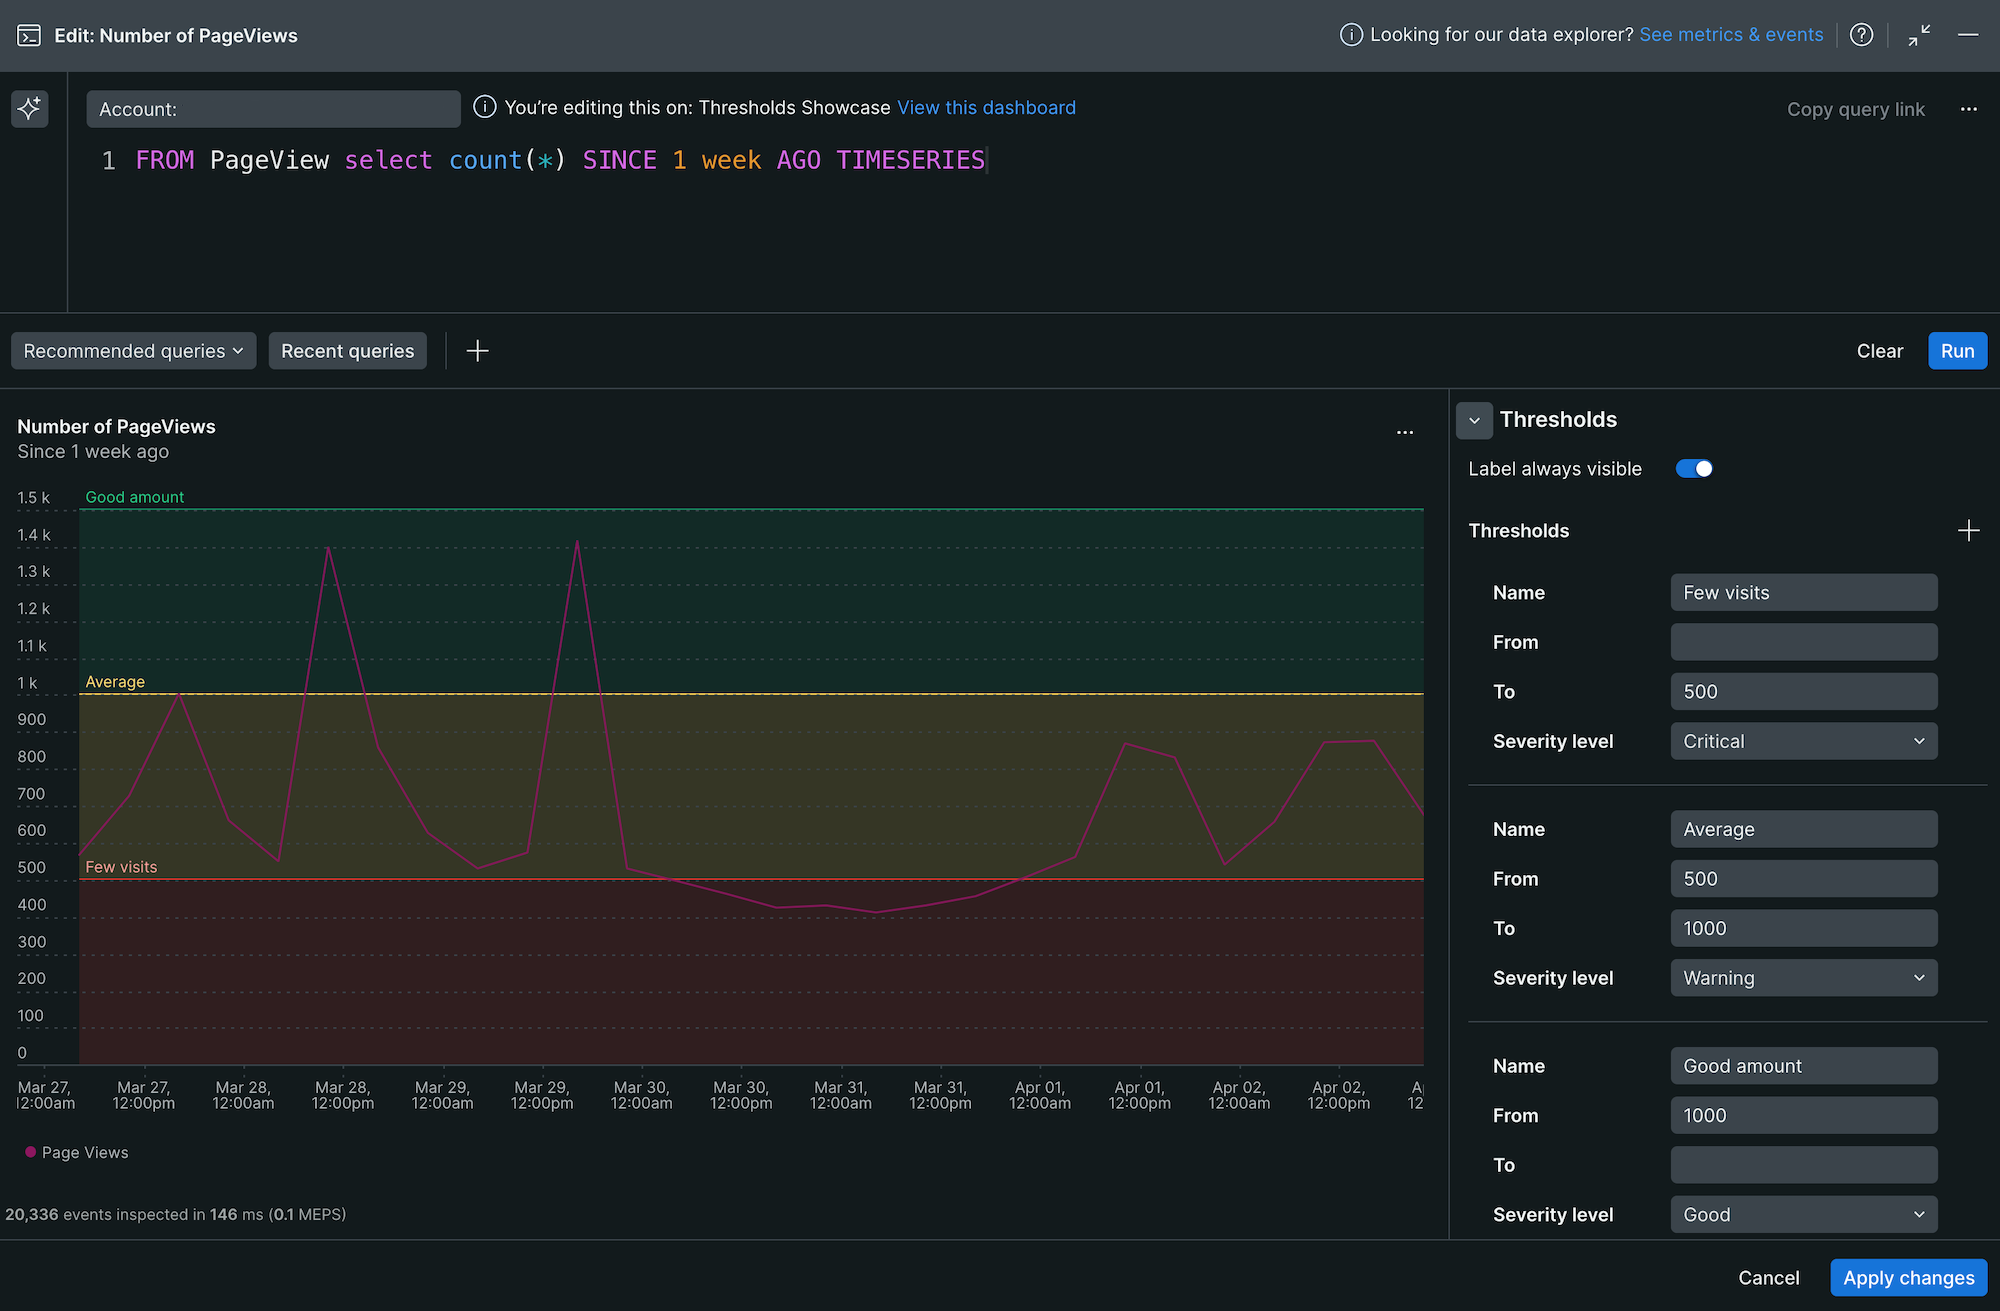 Edit: Number of PageViews
Looking for our data explorer? See metrics & events
Account:
You're editing this on: Thresholds Showcase View this dashboard
Copy query link
1 FROM PageView select count(*) SINCE 1 week AGO TIMESERIES
Recommended queries
Recent queries
Clear
Run
Number of PageViews
Since 1 week ago
1.5 k
Good amount
1.4 k
1.3 k
1.2 k
1.1 k
1 k
Average
900
800
700
600
500
Few visits
400
300
200
100
0
Mar 27, Mar 27, Mar 28, Mar 28, Mar 29, Mar 29, Mar 30, Mar 30, Mar 31, Mar 31, Apr 01, Apr 01, Apr 02, Apr 02,
12:00am 12:00pm 12:00am 12:00pm 12:00am 12:00pm 12:00am 12:00pm 12:00am 12:00pm 12:00am 12:00pm 12:00am 12:00pm 12
Page Views
20,336 events inspected in 146 ms (0.1 MEPS)
Thresholds
Label always visible
Thresholds
Name Few visits
From
To 500
Severity level Critical
Name Average
From 500
To 1000
Severity level Warning
Name Good amount
From 1000
To
Severity level Good
Cancel
Apply changes